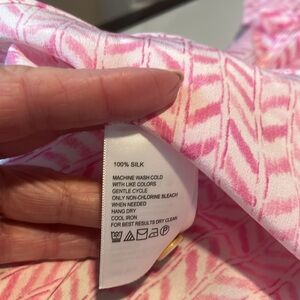 100% SILK
MACHINE WASH COLD
WITH LIKE COLORS
GENTLE CYCLE
ONLY NON-CHLORINE BLEACH
WHEN NEEDED
HANG DRY
COOL IRON
FOR BEST RESULTS DRY CLEAN